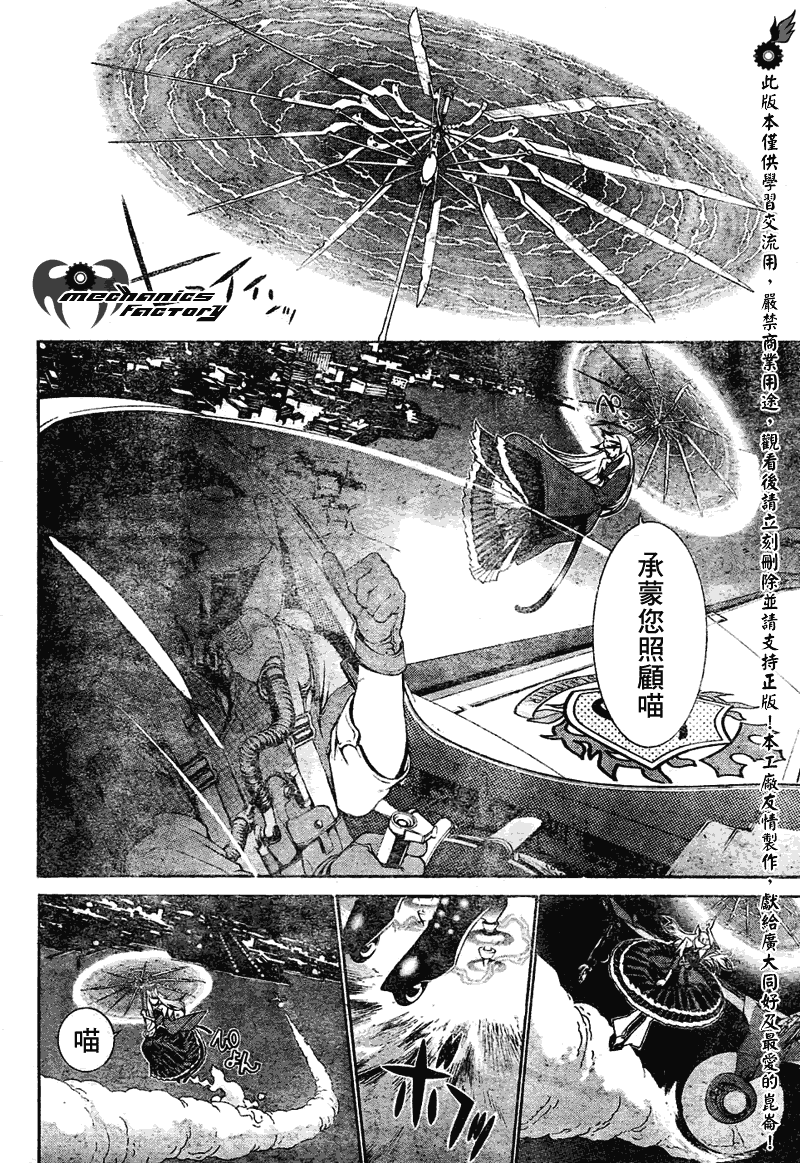 此版本僅供學習交流用，嚴禁商業用途，觀看後請立刻刪除並請支持正版！本工廠友情製作，獻給廣大同好及最愛的崑崙！
mechanics
factory
承蒙您照顧喵
ボフッ
喵